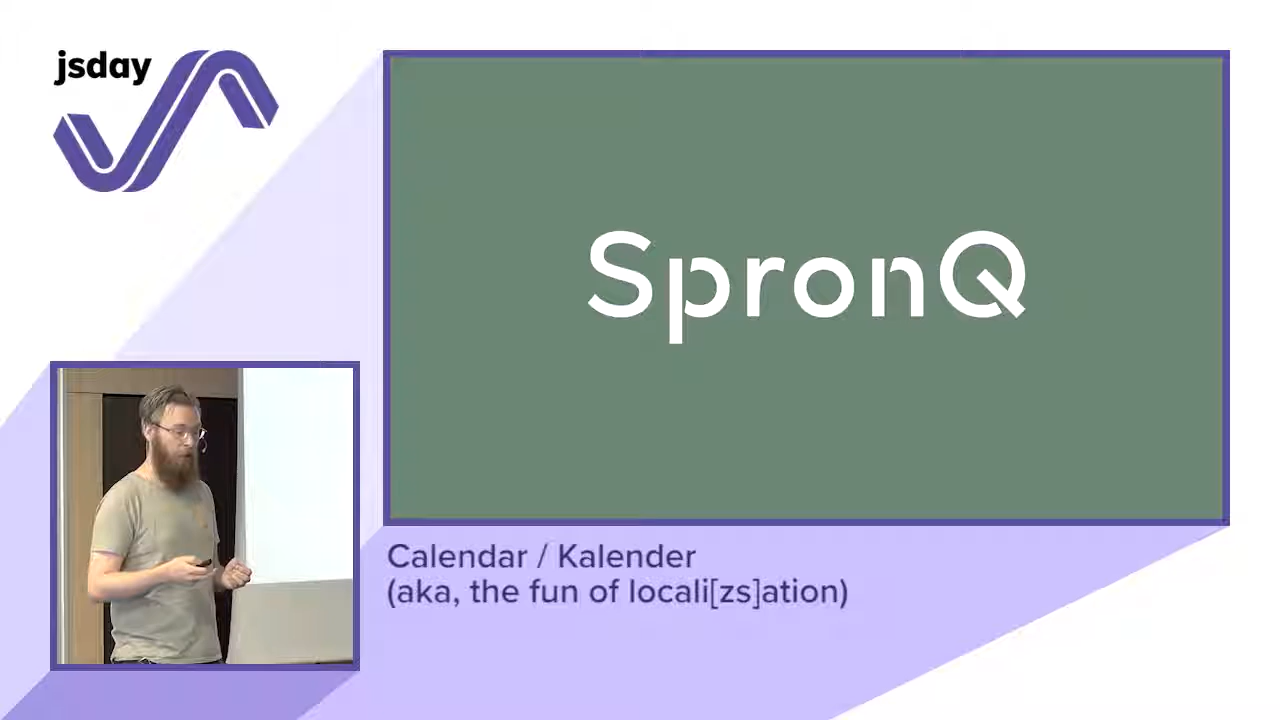 jsday
SpronQ
Calendar / Kalender
(aka, the fun of locali[zs]ation)